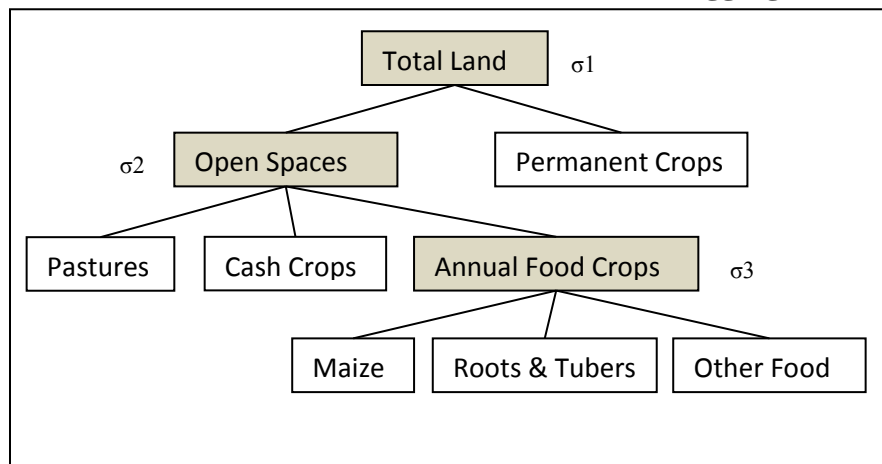 Total Land
σ1
σ2
Open Spaces
Permanent Crops
Pastures
Cash Crops
Annual Food Crops
σ3
Maize
Roots & Tubers
Other Food